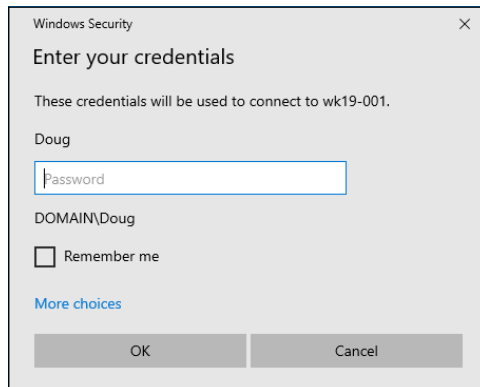 Windows Security
Enter your credentials
These credentials will be used to connect to wk19-001.
Doug
Password
DOMAIN\Doug
Remember me
More choices
OK Cancel